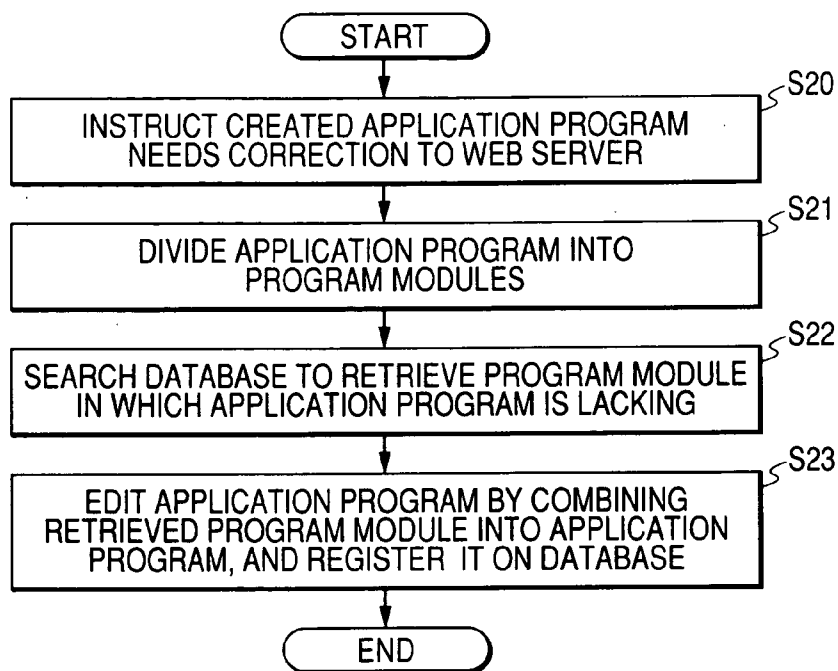 START
S20
INSTRUCT CREATED APPLICATION PROGRAM
NEEDS CORRECTION TO WEB SERVER
S21
DIVIDE APPLICATION PROGRAM INTO
PROGRAM MODULES
S22
SEARCH DATABASE TO RETRIEVE PROGRAM MODULE
IN WHICH APPLICATION PROGRAM IS LACKING
S23
EDIT APPLICATION PROGRAM BY COMBINING
RETRIEVED PROGRAM MODULE INTO APPLICATION
PROGRAM, AND REGISTER IT ON DATABASE
END